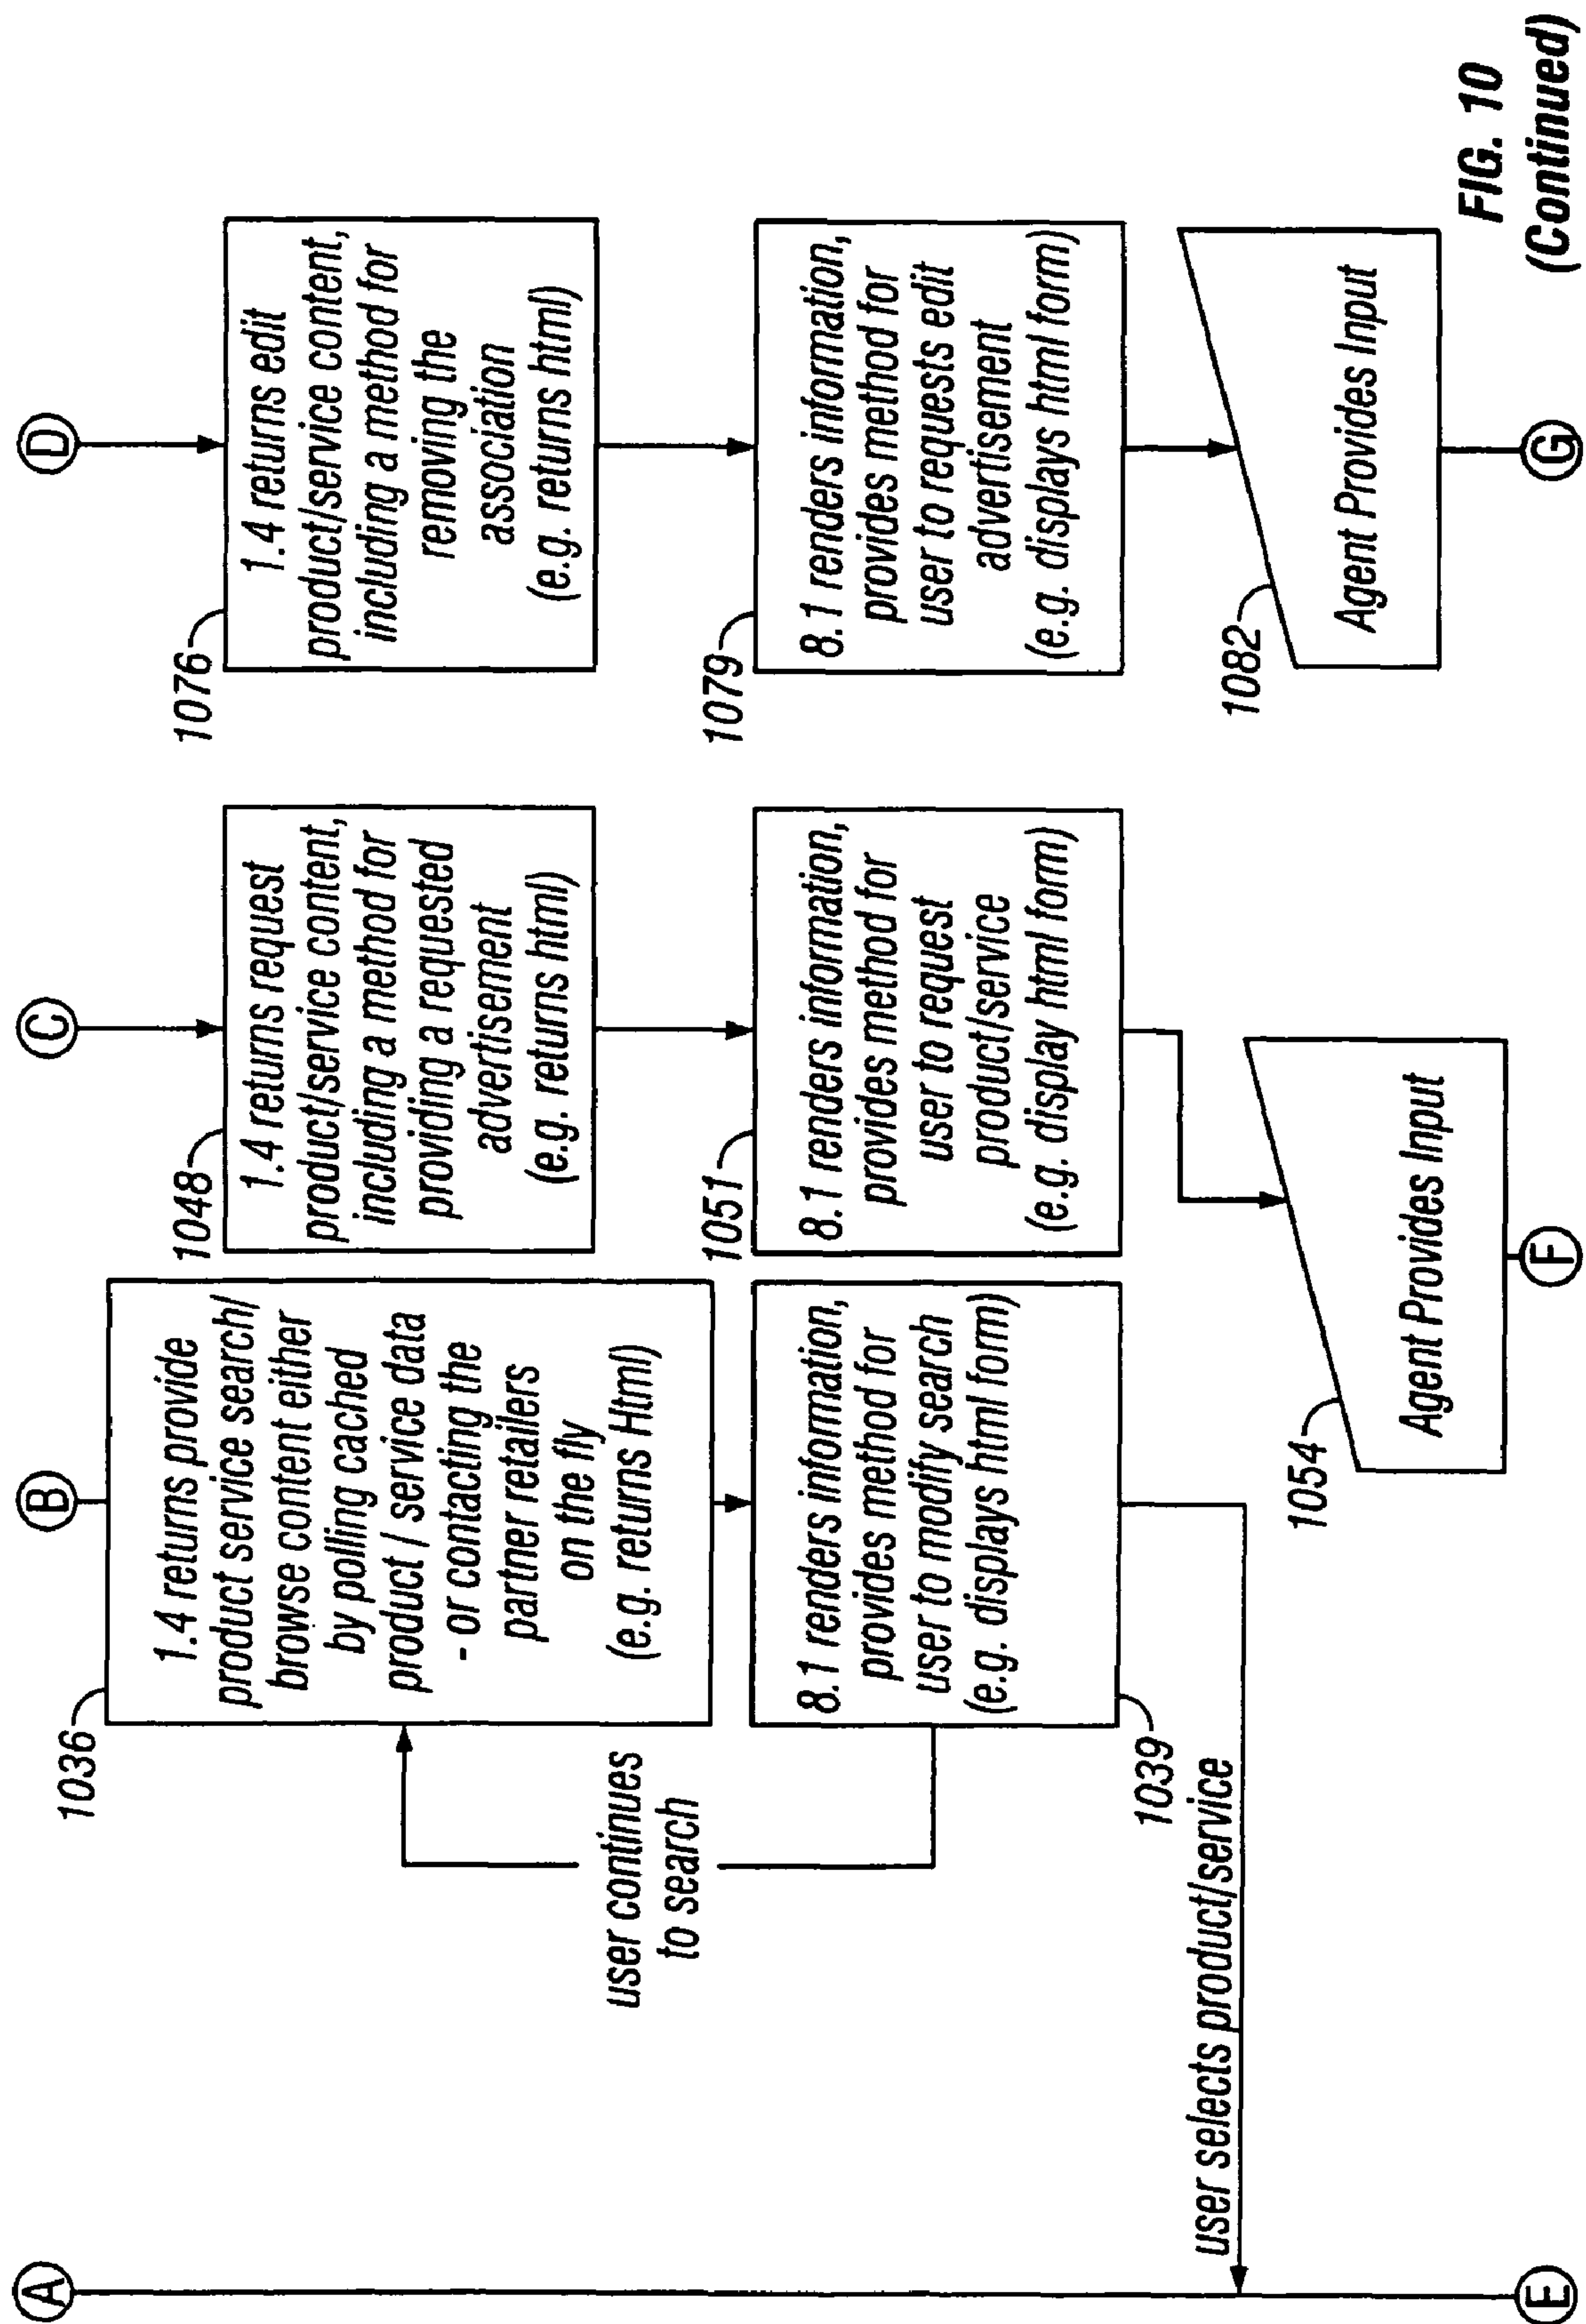 A
B
C
D
1036
1.4 returns provide
product service search/
browse content either
by polling cached
product / service data
- or contacting the
partner retailers
on the fly
(e.g. returns Html)
1048
1.4 returns request
product/service content,
including a method for
providing a requested
advertisement
(e.g. returns html)
1076
1.4 returns edit
product/service content,
including a method for
removing the
association
(e.g. returns html)
user continues
to search
8.1 renders information,
provides method for
user to modify search
(e.g. displays html form)
1039
1051
8.1 renders information,
provides method for
user to request
product/service
(e.g. display html form)
1079
8.1 renders information,
provides method for
user to requests edit
advertisement
(e.g. displays html form)
user selects product/service
1054
Agent Provides Input
1082
Agent Provides Input
E
F
G
FIG. 10
(Continued)